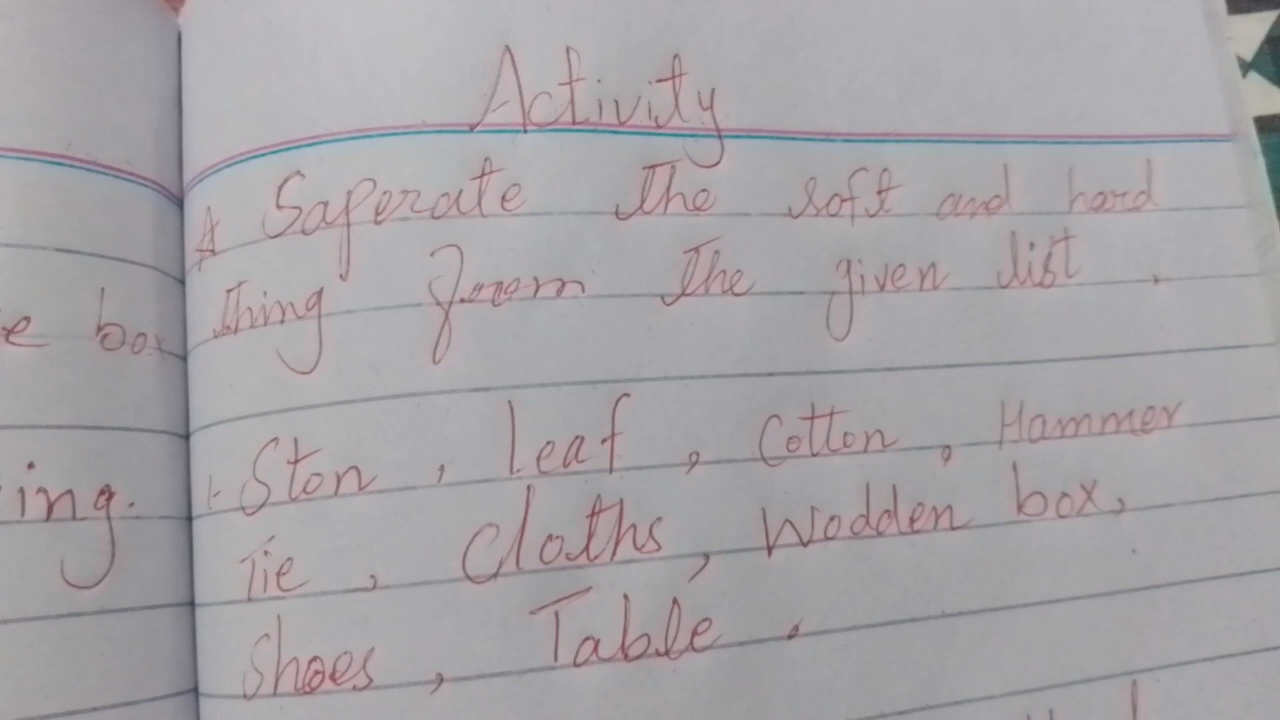 Activity
Saperate The soft and hard
e box Thing from The given list .
Ston , leaf , Cotton , Hammer
ing. Tie , Cloths , Wodden box,
Shoes , Table .